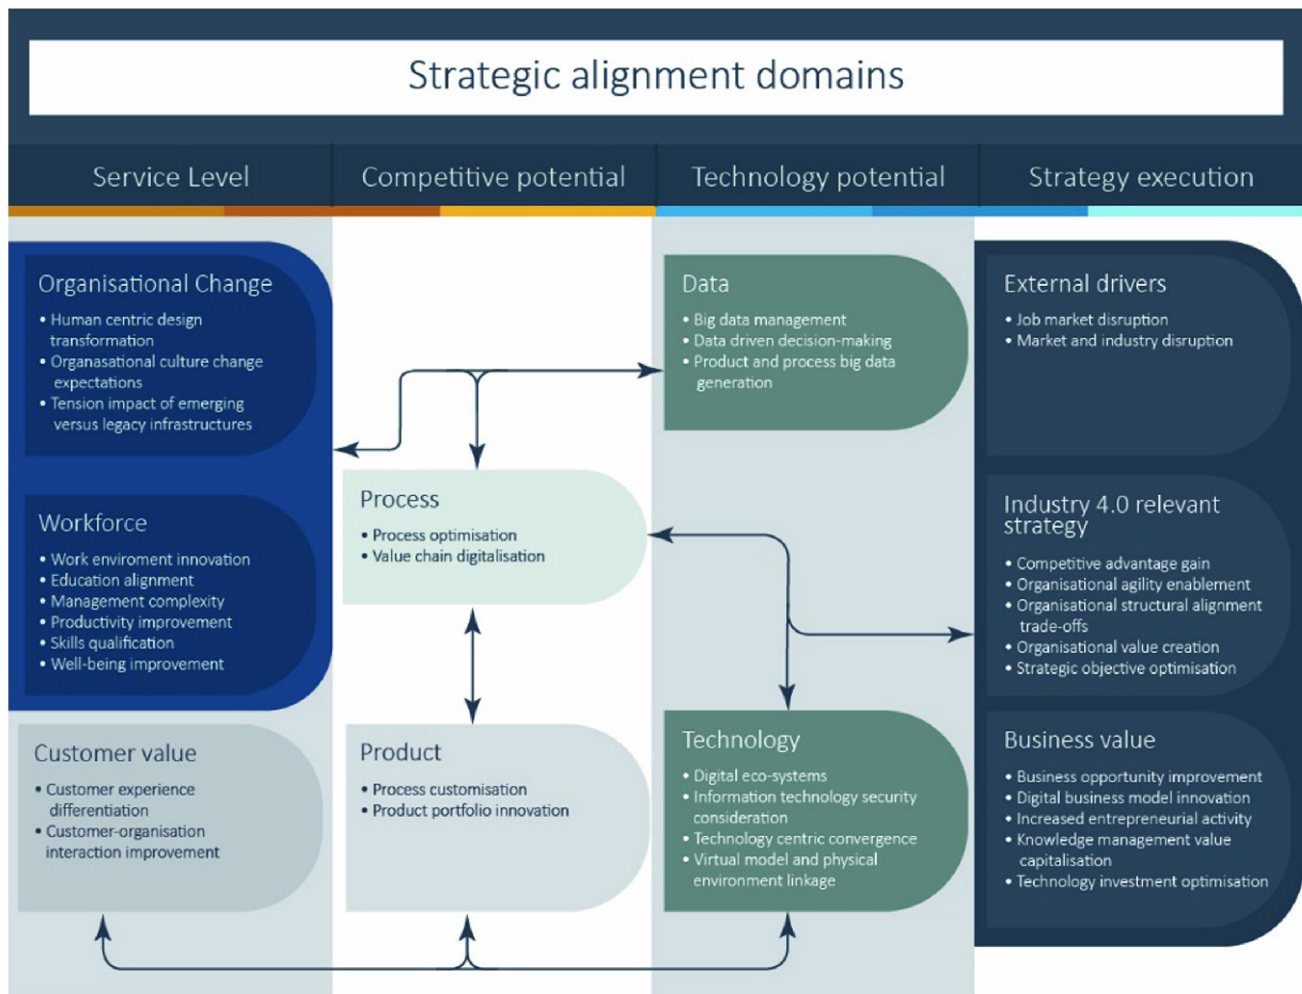 Strategic alignment domains
Service Level
Competitive potential
Technology potential
Strategy execution
Organisational Change
• Human centric design
transformation
• Organasational culture change
expectations
• Tension impact of emerging
versus legacy infrastructures
Workforce
• Work enviroment innovation
• Education alignment
• Management complexity
• Productivity improvement
• Skills qualification
• Well-being improvement
Customer value
• Customer experience
differentiation
• Customer-organisation
interaction improvement
Process
• Process optimisation
• Value chain digitalisation
Product
• Process customisation
• Product portfolio innovation
Data
• Big data management
• Data driven decision-making
• Product and process big data
generation
Technology
• Digital eco-systems
• Information technology security
consideration
• Technology centric convergence
• Virtual model and physical
environment linkage
External drivers
• Job market disruption
• Market and industry disruption
Industry 4.0 relevant
strategy
• Competitive advantage gain
• Organisational agility enablement
• Organisational structural alignment
trade-offs
• Organisational value creation
• Strategic objective optimisation
Business value
• Business opportunity improvement
• Digital business model innovation
• Increased entrepreneurial activity
• Knowledge management value
capitalisation
• Technology investment optimisation